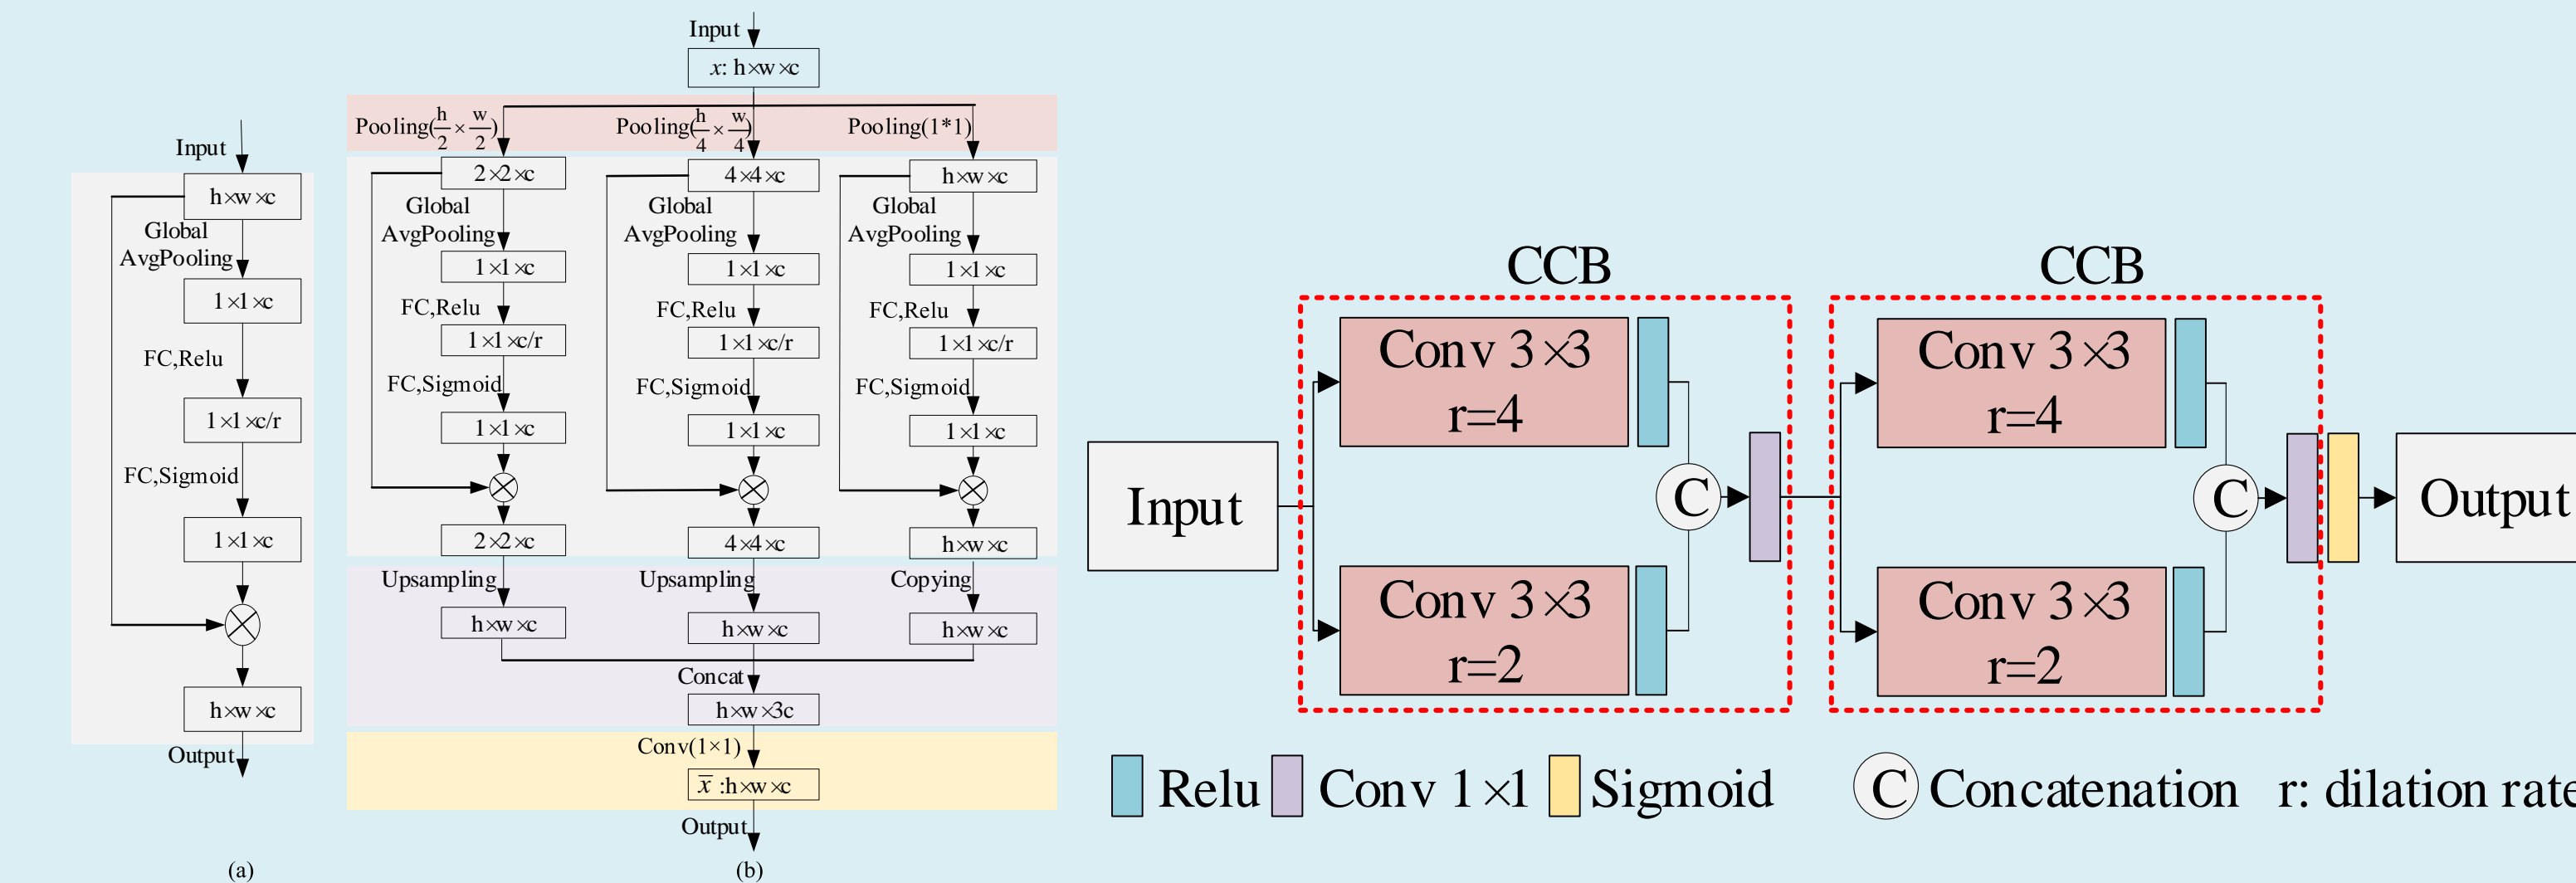 Input
h×w×c
Global
AvgPooling
1×1×c
FC,Relu
1×1×c/r
FC,Sigmoid
1×1×c
h×w×c
Output
(a)
Input
x: h×w×c
Pooling(h/2 × w/2)
Pooling(h/4 × w/4)
Pooling(1*1)
2×2×c
4×4×c
h×w×c
Global
AvgPooling
Global
AvgPooling
Global
AvgPooling
1×1×c
1×1×c
1×1×c
FC,Relu
FC,Relu
FC,Relu
1×1×c/r
1×1×c/r
1×1×c/r
FC,Sigmoid
FC,Sigmoid
FC,Sigmoid
1×1×c
1×1×c
1×1×c
2×2×c
4×4×c
h×w×c
Upsampling
Upsampling
Copying
h×w×c
h×w×c
h×w×c
Concat
h×w×3c
Conv(1×1)
x̅ :h×w×c
Output
(b)
CCB
CCB
Input
Conv 3×3
r=4
Conv 3×3
r=2
C
Conv 3×3
r=4
Conv 3×3
r=2
C
Output
Relu
Conv 1×1
Sigmoid
C Concatenation
r: dilation rate